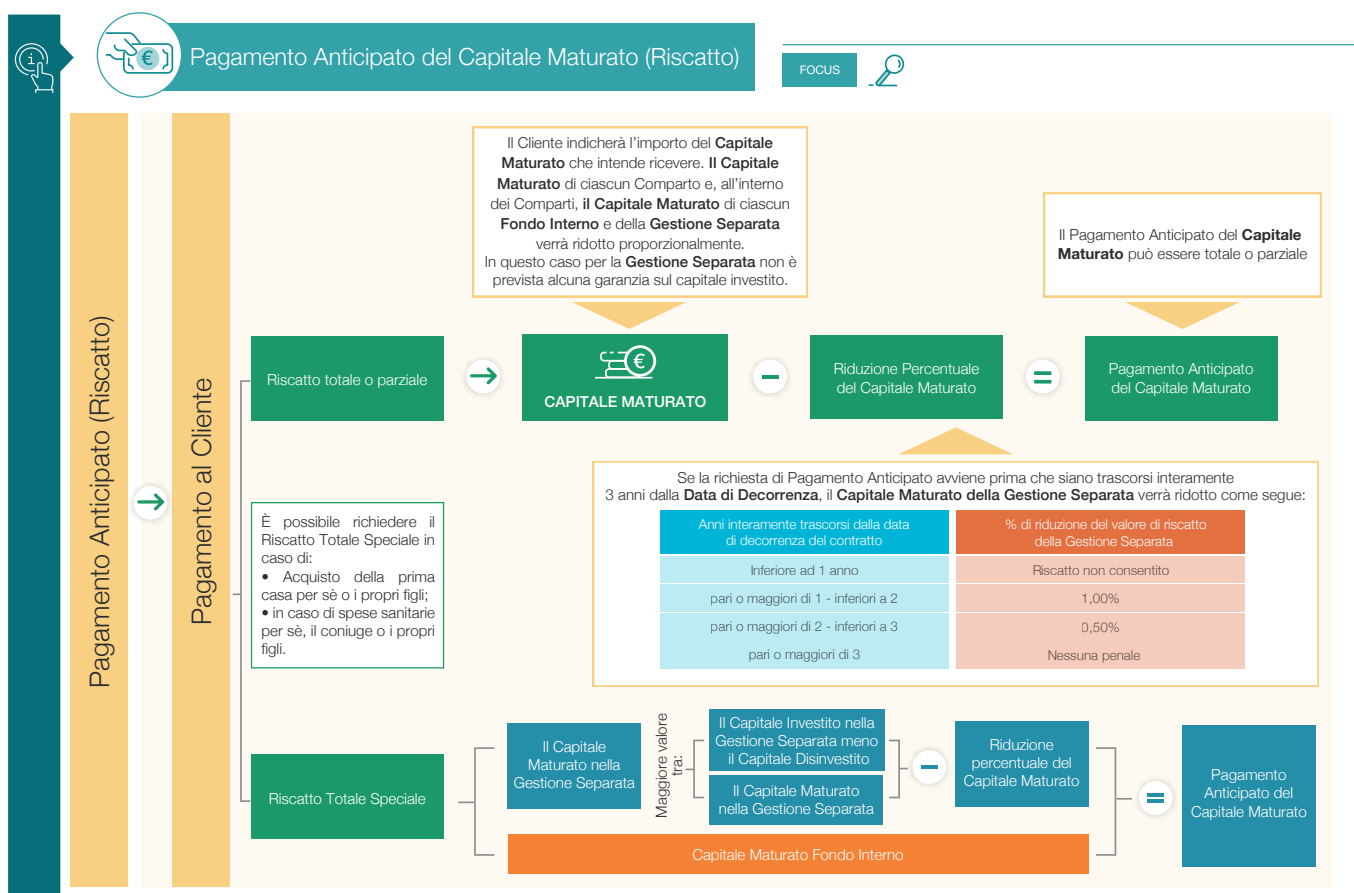 Pagamento Anticipato del Capitale Maturato (Riscatto)
FOCUS
Pagamento Anticipato (Riscatto)
Pagamento al Cliente
Il Cliente indicherà l'importo del Capitale
Maturato che intende ricevere. Il Capitale
Maturato di ciascun Comparto e, all'interno
dei Comparti, il Capitale Maturato di ciascun
Fondo Interno e della Gestione Separata
verrà ridotto proporzionalmente.
In questo caso per la Gestione Separata non è
prevista alcuna garanzia sul capitale investito.
Il Pagamento Anticipato del Capitale
Maturato può essere totale o parziale
Riscatto totale o parziale
€
CAPITALE MATURATO
Riduzione Percentuale
del Capitale Maturato
=
Pagamento Anticipato
del Capitale Maturato
Se la richiesta di Pagamento Anticipato avviene prima che siano trascorsi interamente
3 anni dalla Data di Decorrenza, il Capitale Maturato della Gestione Separata verrà ridotto come segue:
Anni interamente trascorsi dalla data
di decorrenza del contratto
% di riduzione del valore di riscatto
della Gestione Separata
Inferiore ad 1 anno
Riscatto non consentito
pari o maggiori di 1 - inferiori a 2
1,00%
pari o maggiori di 2 - inferiori a 3
0,50%
pari o maggiori di 3
Nessuna penale
È possibile richiedere il
Riscatto Totale Speciale in
caso di:
• Acquisto della prima
casa per sè o i propri figli;
• in caso di spese sanitarie
per sè, il coniuge o i propri
figli.
Riscatto Totale Speciale
Il Capitale
Maturato nella
Gestione Separata
Maggiore valore
tra:
Il Capitale Investito nella
Gestione Separata meno
il Capitale Disinvestito
Il Capitale Maturato
nella Gestione Separata
Riduzione
percentuale del
Capitale Maturato
=
Pagamento
Anticipato del
Capitale Maturato
Capitale Maturato Fondo Interno